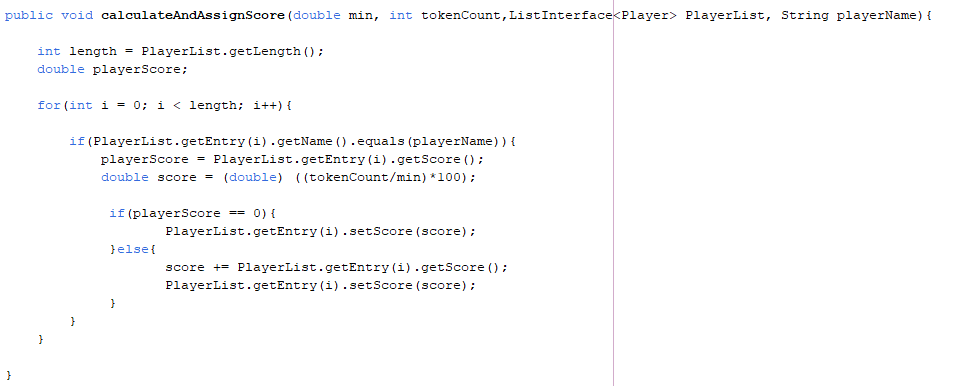 public void calculateAndAssignScore(double min, int tokenCount,ListInterface<Player> PlayerList, String playerName){
int length = PlayerList.getLength();
double playerScore;
for(int i = 0; i < length; i++){
if(PlayerList.getEntry(i).getName().equals(playerName)){
playerScore = PlayerList.getEntry(i).getScore();
double score = (double) ((tokenCount/min)*100);
if(playerScore == 0){
PlayerList.getEntry(i).setScore(score);
}else{
score += PlayerList.getEntry(i).getScore();
PlayerList.getEntry(i).setScore(score);
}
}
}
}